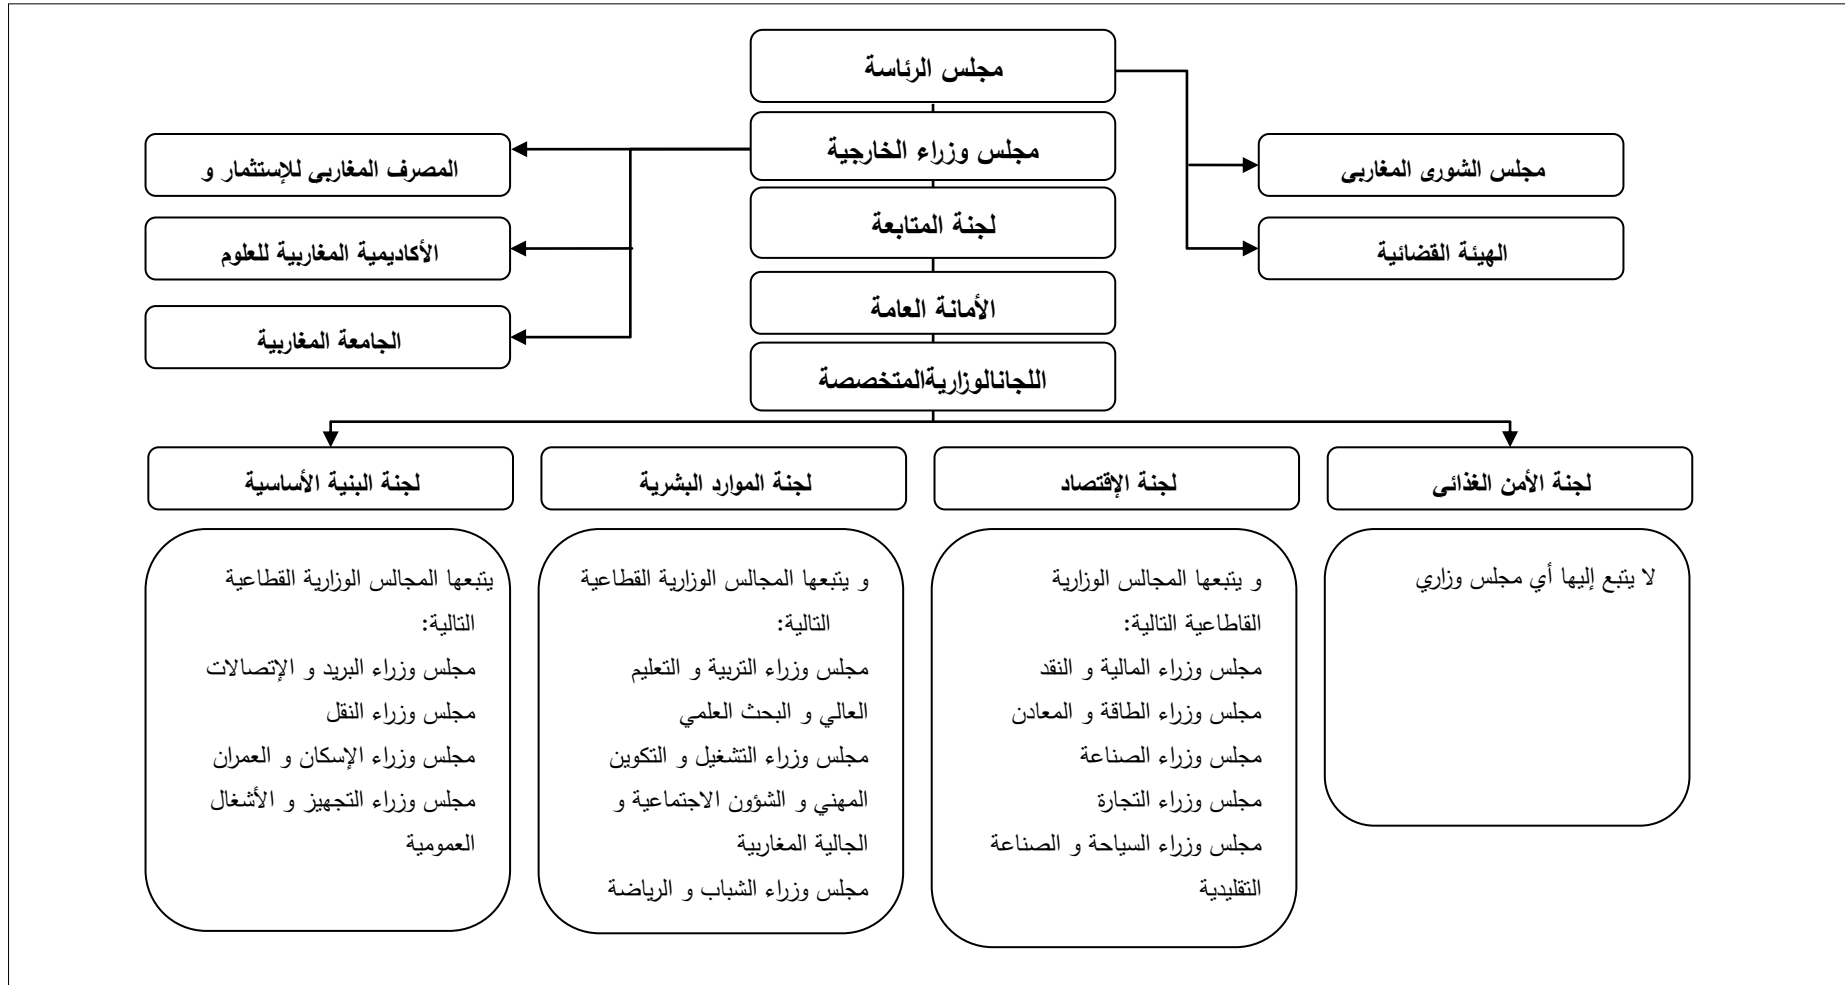 مجلس الرئاسة
مجلس وزراء الخارجية
لجنة المتابعة
الأمانة العامة
اللجانالوزاريةالمتخصصة
مجلس الشورى المغاربي
الهيئة القضائية
المصرف المغاربي للإستثمار و
الأكاديمية المغاربية للعلوم
الجامعة المغاربية
لجنة الأمن الغذائي
لا يتبع إليها أي مجلس وزاري
لجنة الإقتصاد
و يتبعها المجالس الوزارية
القاطاعية التالية:
مجلس وزراء المالية و النقد
مجلس وزراء الطاقة و المعادن
مجلس وزراء الصناعة
مجلس وزراء التجارة
مجلس وزراء السياحة و الصناعة
التقليدية
لجنة الموارد البشرية
و يتبعها المجالس الوزارية القطاعية
التالية:
مجلس وزراء التربية و التعليم
العالي و البحث العلمي
مجلس وزراء التشغيل و التكوين
المهني و الشؤون الاجتماعية و
الجالية المغاربية
مجلس وزراء الشباب و الرياضة
لجنة البنية الأساسية
يتبعها المجالس الوزارية القطاعية
التالية:
مجلس وزراء البريد و الإتصالات
مجلس وزراء النقل
مجلس وزراء الإسكان و العمران
مجلس وزراء التجهيز و الأشغال
العمومية